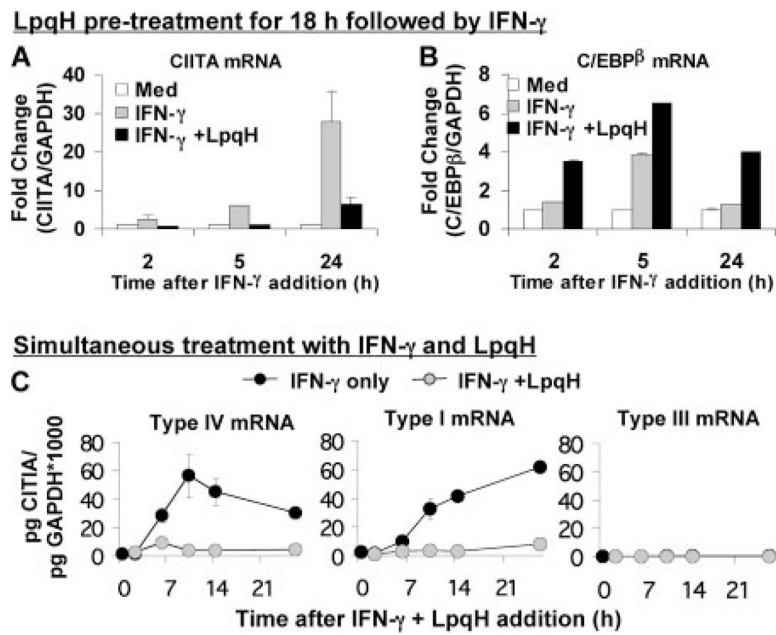 LpqH pre-treatment for 18 h followed by IFN-γ
A
CIITA mRNA
Fold Change
(CIITA/GAPDH)
40
30
20
10
0
Med
IFN-γ
IFN-γ +LpqH
2 5 24
Time after IFN-γ addition (h)
B
C/EBPβ mRNA
Fold Change
(C/EBPβ/GAPDH)
8
6
4
2
0
Med
IFN-γ
IFN-γ +LpqH
2 5 24
Time after IFN-γ addition (h)
Simultaneous treatment with IFN-γ and LpqH
C
IFN-γ only IFN-γ +LpqH
pg CITIA/
pg GAPDH*1000
Type IV mRNA
80
60
40
20
0
0 7 14 21
Type I mRNA
80
60
40
20
0
0 7 14 21
Type III mRNA
80
60
40
20
0
0 7 14 21
Time after IFN-γ + LpqH addition (h)